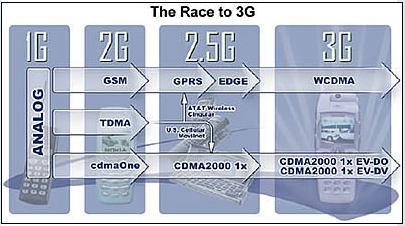 The Race to 3G
1G 2G 2.5G 3G
ANALOG
GSM GPRS EDGE WCDMA
AT&T Wireless
Cingular
TDMA
U.S. Cellular
Movilnet
cdmaOne CDMA2000 1x CDMA2000 1x EV-DO
CDMA2000 1x EV-DV